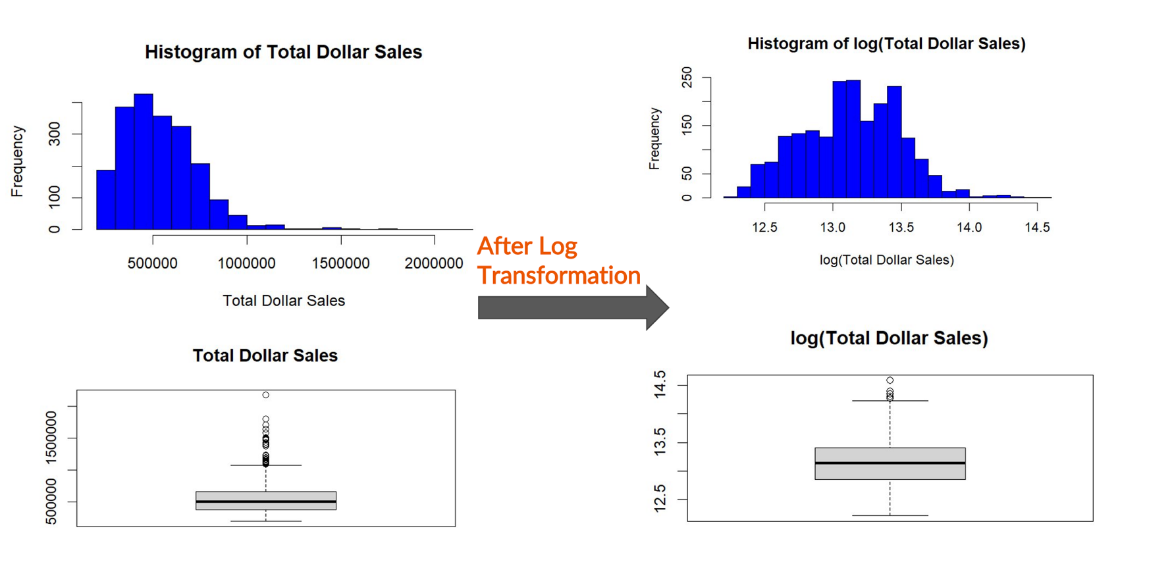 Histogram of Total Dollar Sales
Frequency
300
100
0
500000
1000000
1500000
2000000
Total Dollar Sales
Histogram of log(Total Dollar Sales)
Frequency
250
150
50
0
12.5
13.0
13.5
14.0
14.5
log(Total Dollar Sales)
After Log
Transformation
Total Dollar Sales
1500000
500000
log(Total Dollar Sales)
14.5
13.5
12.5